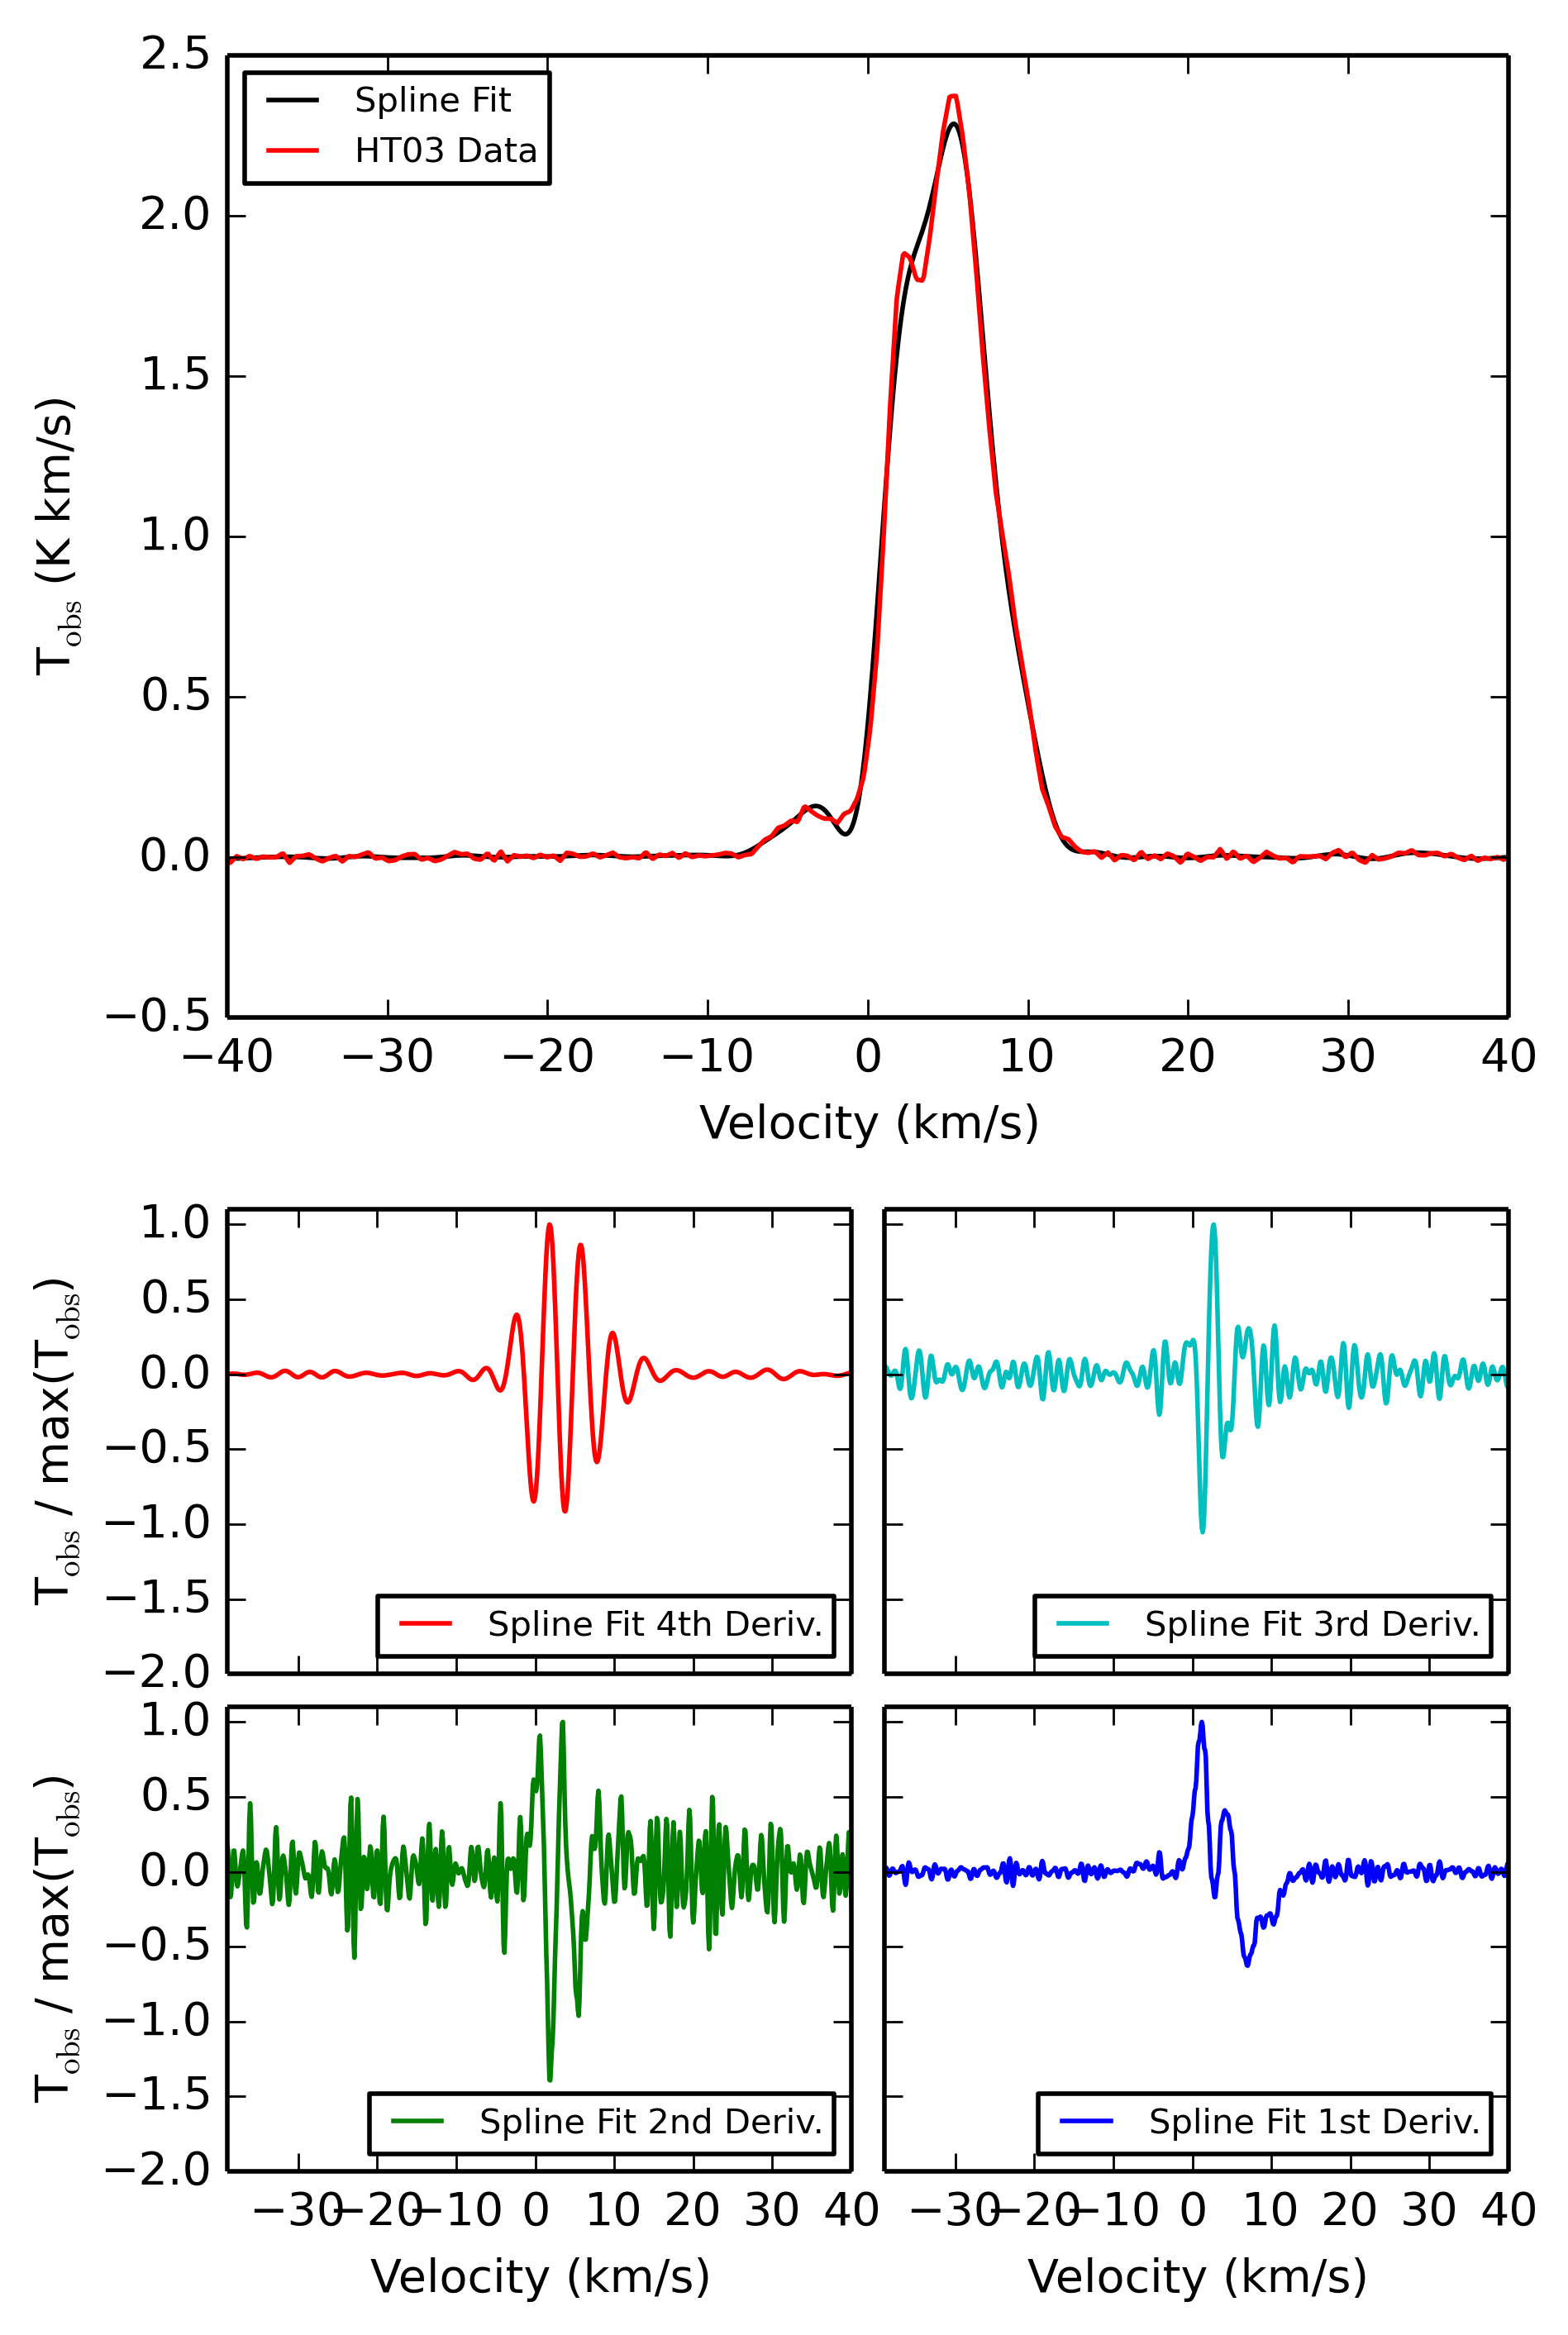 2.5
2.0
1.5
1.0
0.5
0.0
−0.5
T_obs (K km/s)
Spline Fit
HT03 Data
−40 −30 −20 −10 0 10 20 30 40
Velocity (km/s)
1.0
0.5
0.0
−0.5
−1.0
−1.5
−2.0
T_obs / max(T_obs)
Spline Fit 4th Deriv.
Spline Fit 3rd Deriv.
1.0
0.5
0.0
−0.5
−1.0
−1.5
−2.0
T_obs / max(T_obs)
Spline Fit 2nd Deriv.
Spline Fit 1st Deriv.
−30 −20 −10 0 10 20 30 40
−30 −20 −10 0 10 20 30 40
Velocity (km/s)
Velocity (km/s)